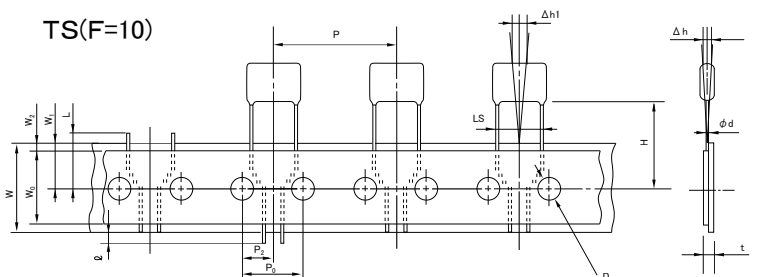 TS(F=10)
P
Δh1
Δh
W₂
W₁
L
LS
H
φd
W
W₀
ℓ
P₂
P₀
D
t